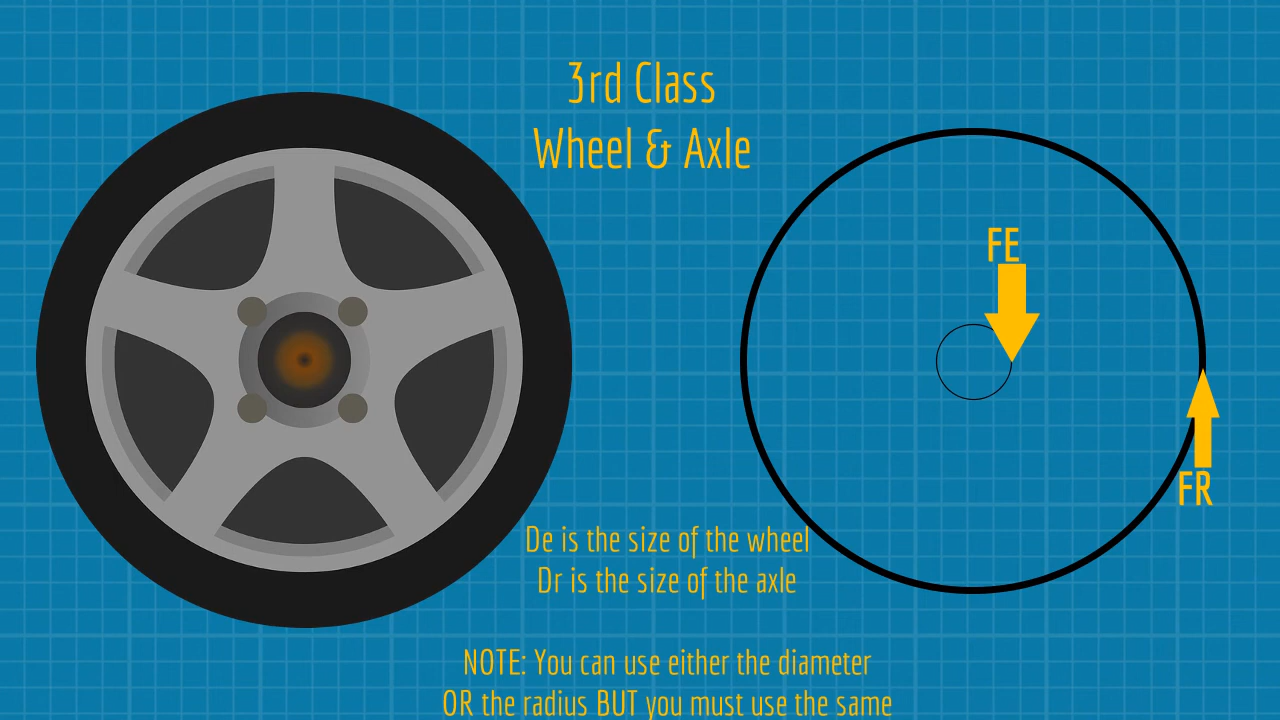 3rd Class
Wheel & Axle
FE
FR
De is the size of the wheel
Dr is the size of the axle
NOTE: You can use either the diameter
OR the radius BUT you must use the same